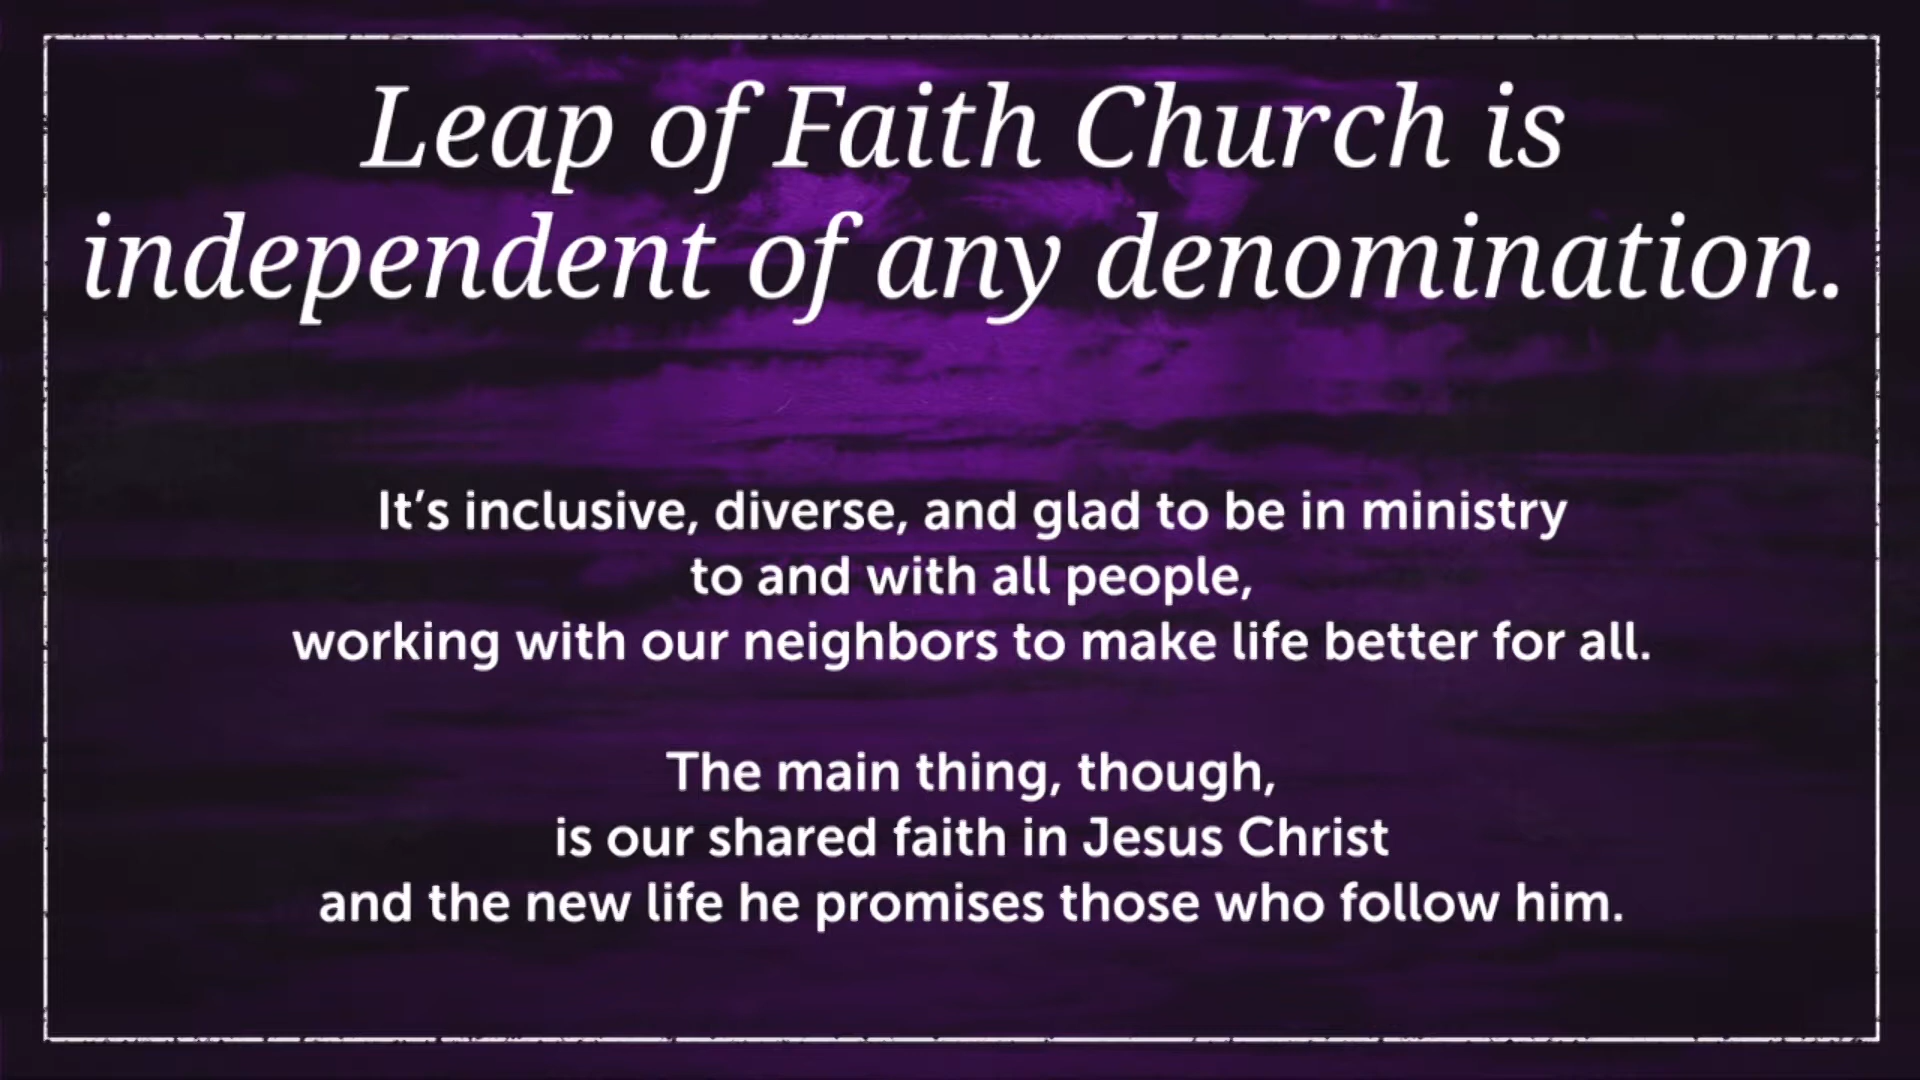 Leap of Faith Church is
independent of any denomination.
It’s inclusive, diverse, and glad to be in ministry
to and with all people,
working with our neighbors to make life better for all.
The main thing, though,
is our shared faith in Jesus Christ
and the new life he promises those who follow him.